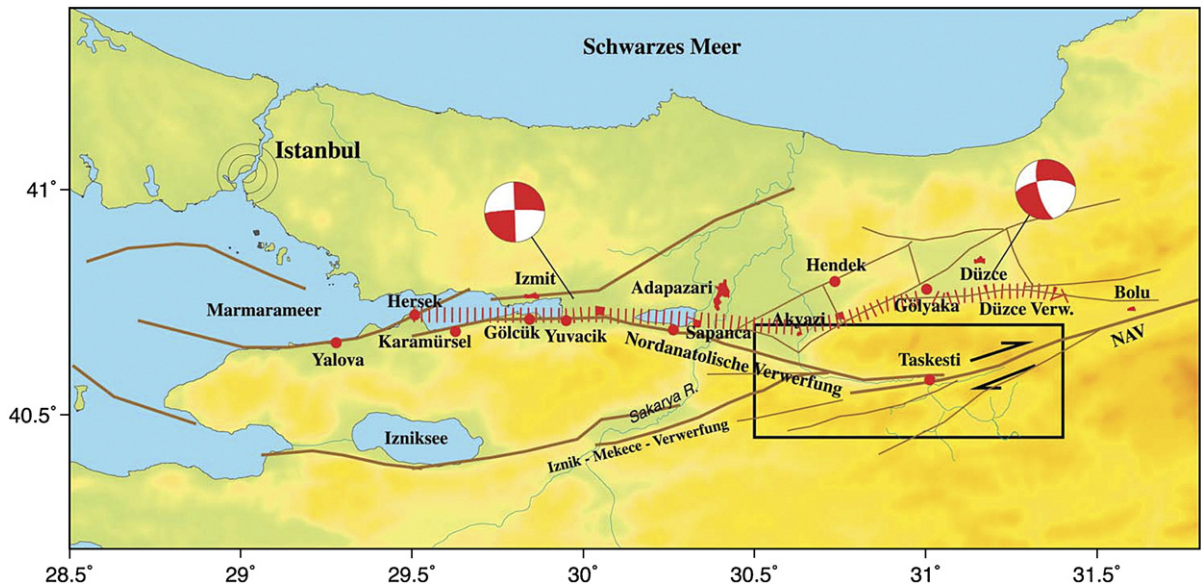 Schwarzes Meer
Istanbul
41°
Izmit
Adapazari
Hendek
Düzce
Marmarameer
Hersek
Gölyaka
Bolu
Akyazi
Düzce Verw.
Karamürsel
Gölcük
Yuvacik
Sapanca
NAV
Yalova
Nordanatolische Verwerfung
Taskesti
40.5°
Sakarya R.
Izniksee
Iznik - Mekece - Verwerfung
28.5° 29° 29.5° 30° 30.5° 31° 31.5°